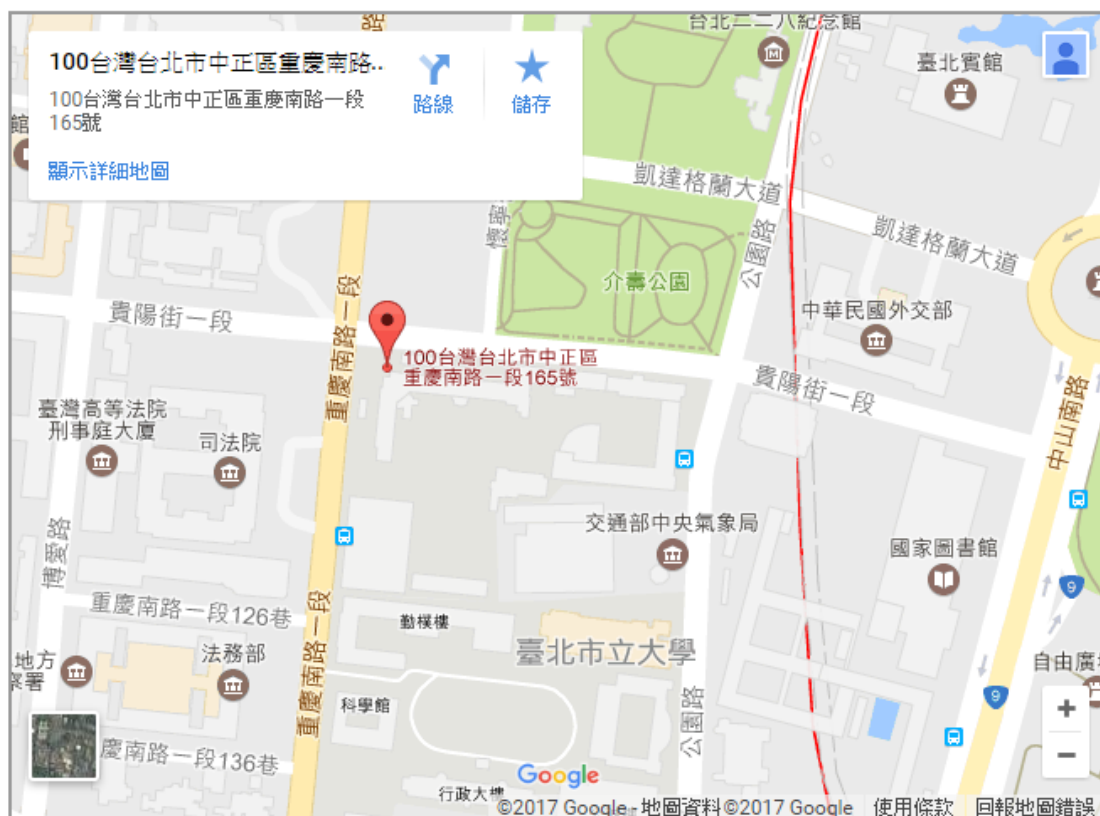 台北二二八紀念館
100台灣台北市中正區重慶南路..
100台灣台北市中正區重慶南路一段
165號
路線
儲存
顯示詳細地圖
臺北賓館
館
凱達格蘭大道
凱達格蘭大道
懷寧
公園路
介壽公園
中華民國外交部
貴陽街一段
重慶南路一段
100台灣台北市中正區
重慶南路一段165號
貴陽街一段
中山南路
臺灣高等法院
刑事庭大廈
司法院
交通部中央氣象局
國家圖書館
博愛路
9
重慶南路一段126巷
重慶南路一段
勤樸樓
臺北市立大學
法務部
地方
察署
自由廣場
9
科學館
公園路
慶南路一段136巷
行政大樓
Google
+
−
©2017 Google - 地圖資料©2017 Google
使用條款
回報地圖錯誤